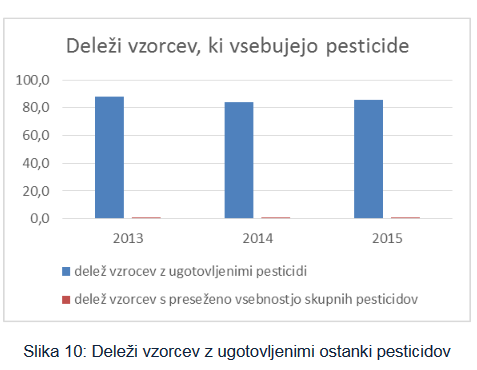 Deleži vzorcev, ki vsebujejo pesticide
100,0
80,0
60,0
40,0
20,0
0,0
2013 2014 2015
delež vzrocev z ugotovljenimi pesticidi
delež vzorcev s preseženo vsebnostjo skupnih pesticidov
Slika 10: Deleži vzorcev z ugotovljenimi ostanki pesticidov